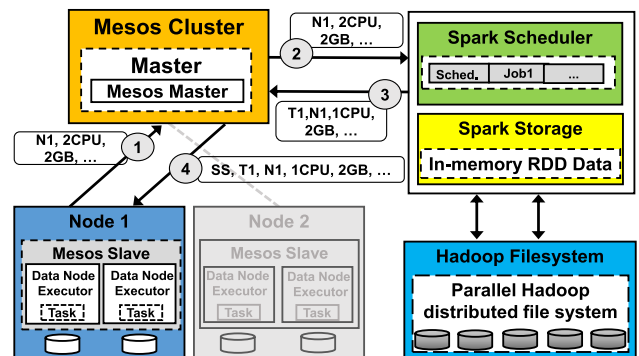 Mesos Cluster
Master
Mesos Master
N1, 2CPU,
2GB, ...
2
3
T1,N1,1CPU,
2GB, ...
Spark Scheduler
Sched.
Job1
...
Spark Storage
In-memory RDD Data
N1, 2CPU,
2GB, ...
1
4
SS, T1, N1, 1CPU, 2GB, ...
Node 1
Mesos Slave
Data Node
Executor
Task
Data Node
Executor
Task
Node 2
Mesos Slave
Data Node
Executor
Task
Data Node
Executor
Task
Hadoop Filesystem
Parallel Hadoop
distributed file system